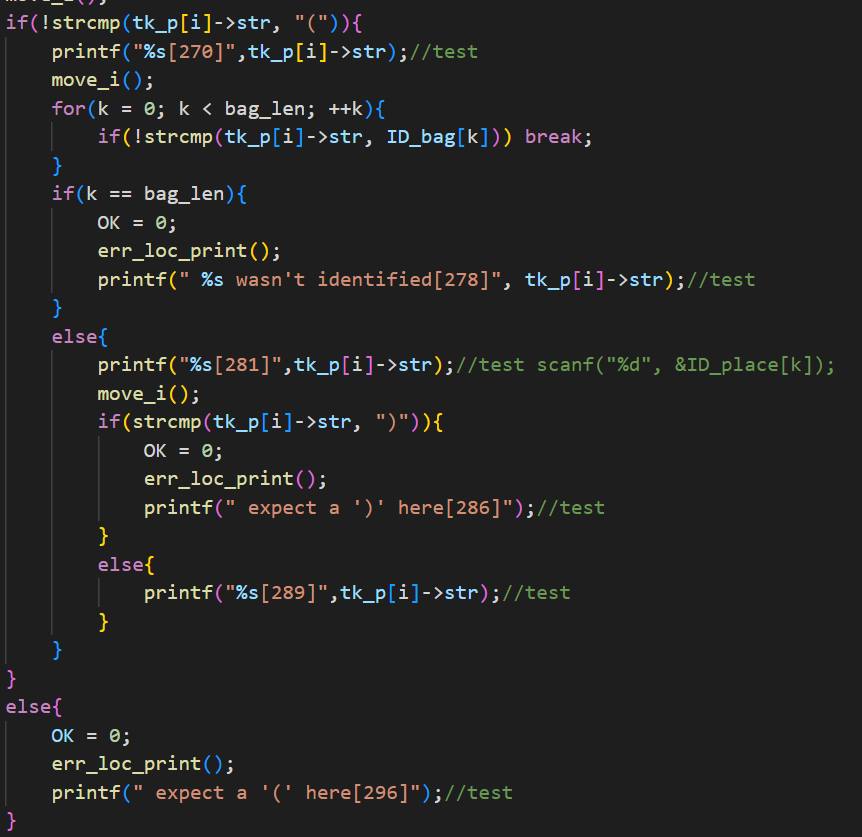 if(!strcmp(tk_p[i]->str, "(")){
printf("%s[270]",tk_p[i]->str);//test
move_i();
for(k = 0; k < bag_len; ++k){
if(!strcmp(tk_p[i]->str, ID_bag[k])) break;
}
if(k == bag_len){
OK = 0;
err_loc_print();
printf(" %s wasn't identified[278]", tk_p[i]->str);//test
}
else{
printf("%s[281]",tk_p[i]->str);//test scanf("%d", &ID_place[k]);
move_i();
if(strcmp(tk_p[i]->str, ")")){
OK = 0;
err_loc_print();
printf(" expect a ')' here[286]");//test
}
else{
printf("%s[289]",tk_p[i]->str);//test
}
}
}
else{
OK = 0;
err_loc_print();
printf(" expect a '(' here[296]");//test
}